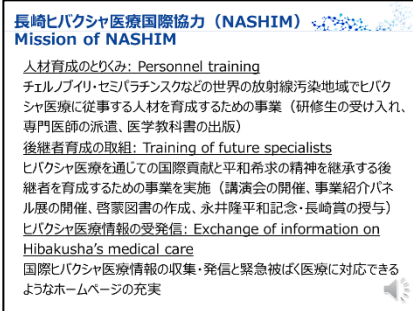 長崎ヒバクシャ医療国際協力（NASHIM）
Mission of NASHIM
人材育成のとりくみ: Personnel training
チェルノブイリ・セミパラチンスクなどの世界の放射線汚染地域でヒバク
シャ医療に従事する人材を育成するための事業（研修生の受け入れ、
専門医師の派遣、医学教科書の出版）
後継者育成の取組: Training of future specialists
ヒバクシャ医療を通じての国際貢献と平和希求の精神を継承する後
継者を育成するための事業を実施（講演会の開催、事業紹介パネ
ル展の開催、啓蒙図書の作成、永井隆平和記念・長崎賞の授与）
ヒバクシャ医療情報の受発信: Exchange of information on
Hibakusha's medical care
国際ヒバクシャ医療情報の収集・発信と緊急被ばく医療に対応できる
ようなホームページの充実